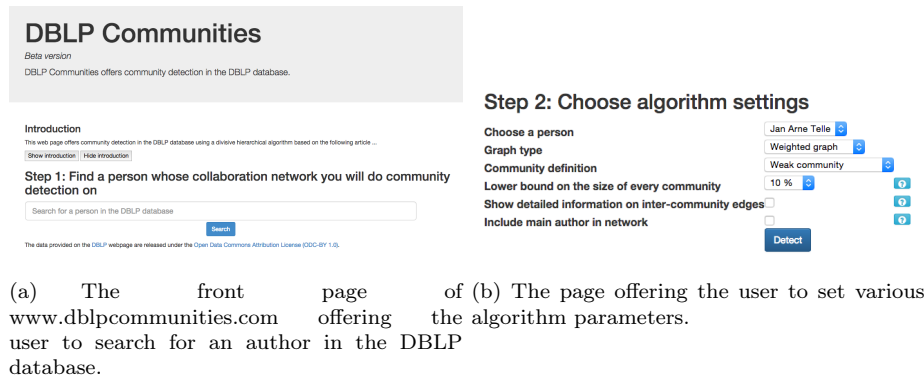 DBLP Communities
Beta version
DBLP Communities offers community detection in the DBLP database.
Introduction
This web page offers community detection in the DBLP database using a divisive hierarchical algorithm based on the following article ...
Show introduction Hide introduction
Step 1: Find a person whose collaboration network you will do community
detection on
Search for a person in the DBLP database
Search
The data provided on the DBLP webpage are released under the Open Data Commons Attribution License (ODC-BY 1.0).
(a) The front page of
www.dblpcommunities.com offering the
user to search for an author in the DBLP
database.
Step 2: Choose algorithm settings
Choose a person Jan Arne Telle
Graph type Weighted graph
Community definition Weak community
Lower bound on the size of every community 10 % ?
Show detailed information on inter-community edges ?
Include main author in network ?
Detect
(b) The page offering the user to set various
algorithm parameters.